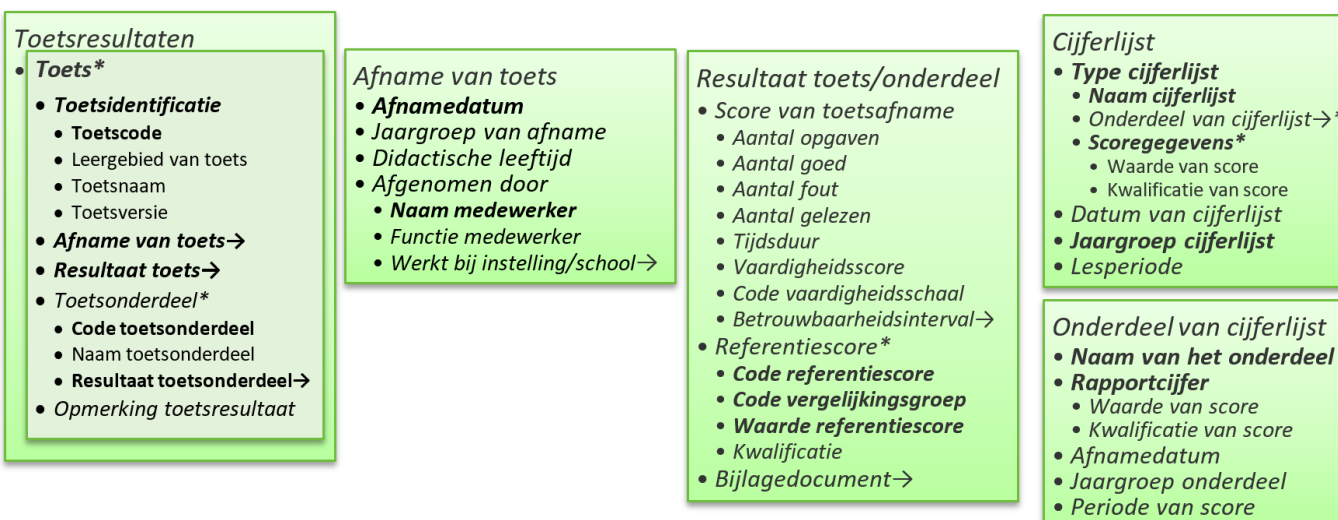 Toetsresultaten
• Toets*
• Toetsidentificatie
• Toetscode
• Leergebied van toets
• Toetsnaam
• Toetsversie
• Afname van toets→
• Resultaat toets→
• Toetsonderdeel*
• Code toetsonderdeel
• Naam toetsonderdeel
• Resultaat toetsonderdeel→
• Opmerking toetsresultaat
Afname van toets
• Afnamedatum
• Jaargroep van afname
• Didactische leeftijd
• Afgenomen door
• Naam medewerker
• Functie medewerker
• Werkt bij instelling/school→
Resultaat toets/onderdeel
• Score van toetsafname
• Aantal opgaven
• Aantal goed
• Aantal fout
• Aantal gelezen
• Tijdsduur
• Vaardigheidsscore
• Code vaardigheidsschaal
• Betrouwbaarheidsinterval→
• Referentiescore*
• Code referentiescore
• Code vergelijkingsgroep
• Waarde referentiescore
• Kwalificatie
• Bijlagedocument→
Cijferlijst
• Type cijferlijst
• Naam cijferlijst
• Onderdeel van cijferlijst→*
• Scoregegevens*
• Waarde van score
• Kwalificatie van score
• Datum van cijferlijst
• Jaargroep cijferlijst
• Lesperiode
Onderdeel van cijferlijst
• Naam van het onderdeel
• Rapportcijfer
• Waarde van score
• Kwalificatie van score
• Afnamedatum
• Jaargroep onderdeel
• Periode van score